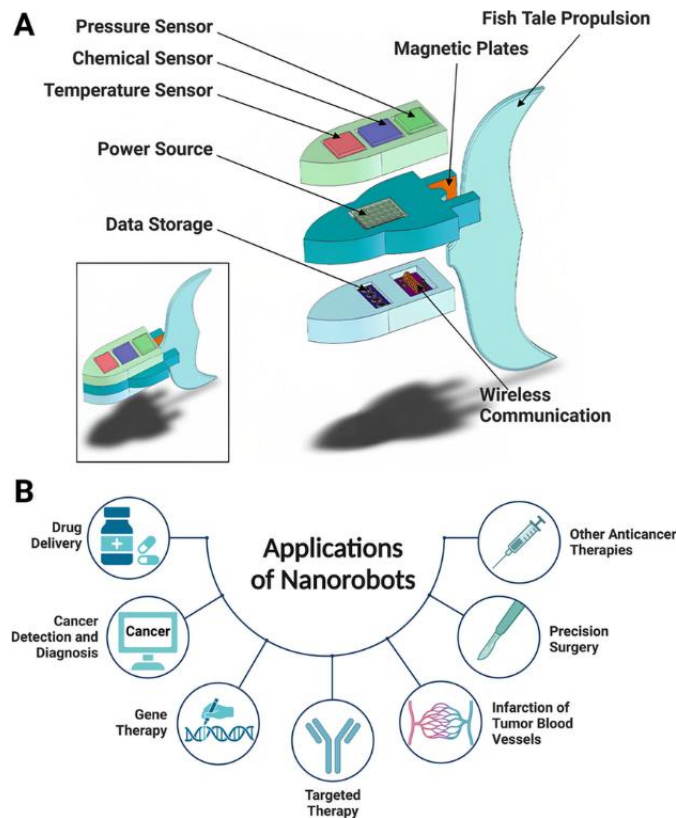 A
Pressure Sensor
Chemical Sensor
Temperature Sensor
Power Source
Data Storage
Fish Tale Propulsion
Magnetic Plates
Wireless
Communication
B
Applications
of Nanorobots
Drug
Delivery
Cancer
Detection and
Diagnosis
Cancer
Gene
Therapy
Targeted
Therapy
Infarction of
Tumor Blood
Vessels
Precision
Surgery
Other Anticancer
Therapies